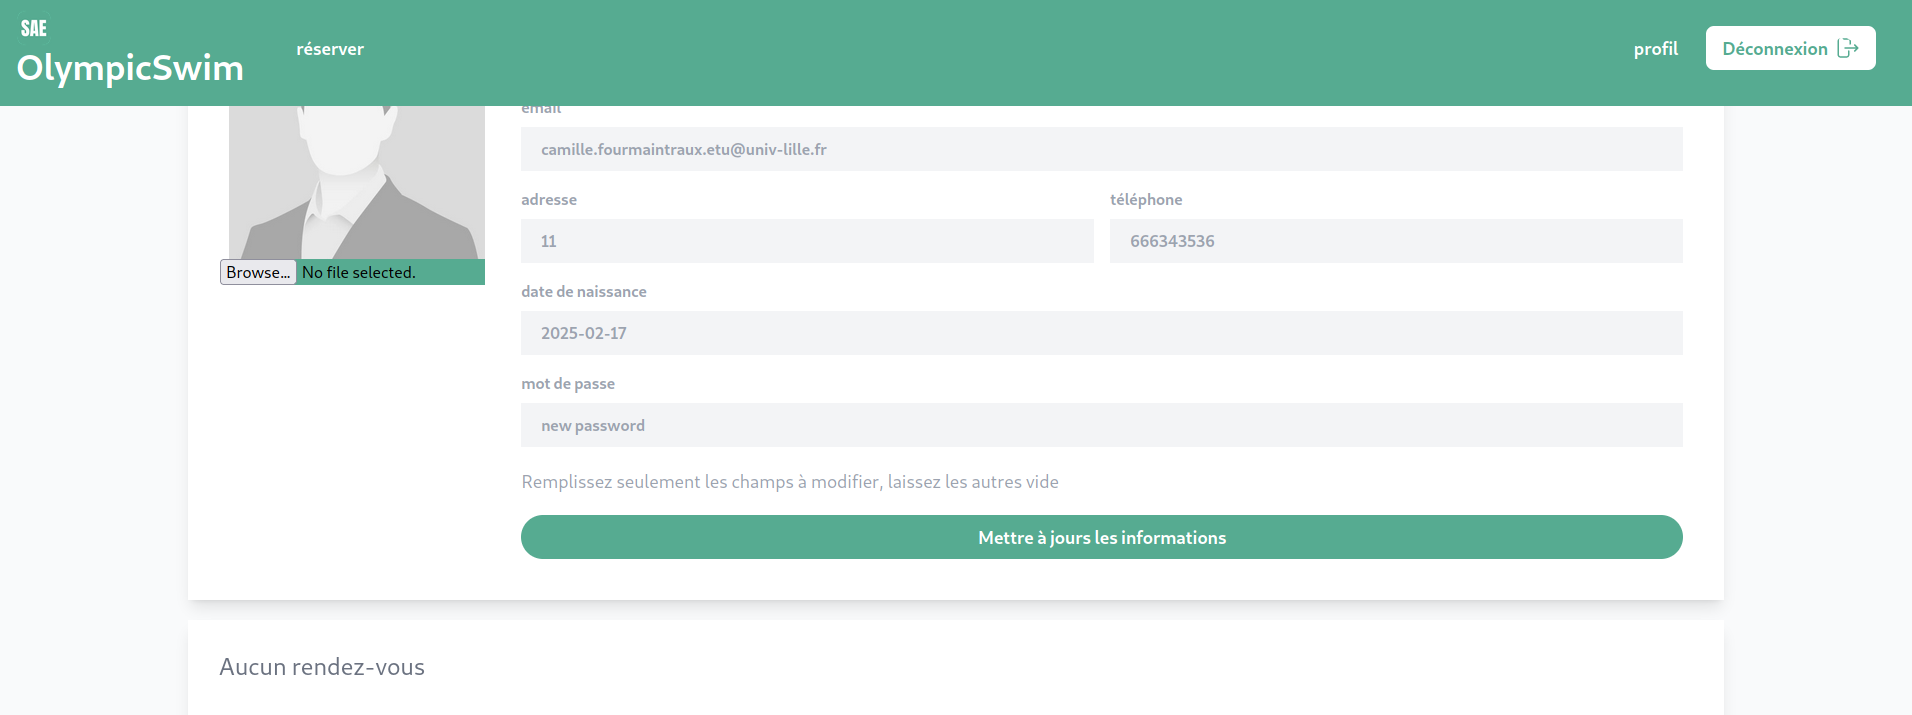 SAE
OlympicSwim
réserver
profil
Déconnexion
email
camille.fourmaintraux.etu@univ-lille.fr
adresse
téléphone
11
666343536
Browse... No file selected.
date de naissance
2025-02-17
mot de passe
new password
Remplissez seulement les champs à modifier, laissez les autres vide
Mettre à jours les informations
Aucun rendez-vous